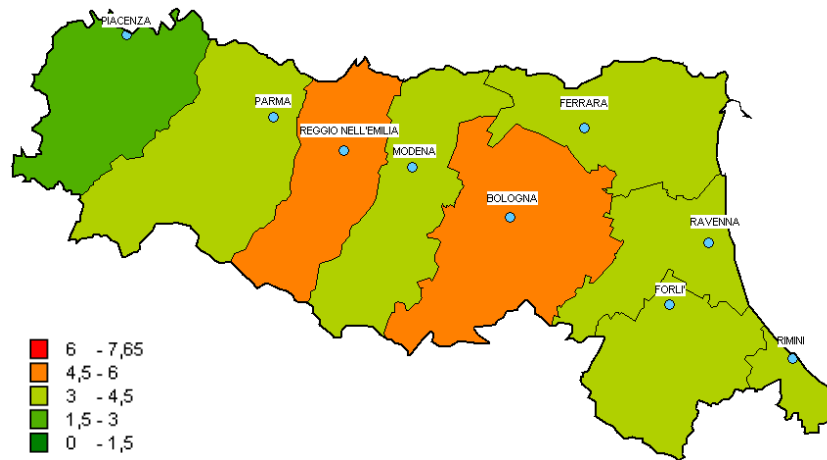 PIACENZA
PARMA
FERRARA
REGGIO NELL'EMILIA
MODENA
BOLOGNA
RAVENNA
FORLI'
RIMINI
6 - 7,65
4,5 - 6
3 - 4,5
1,5 - 3
0 - 1,5